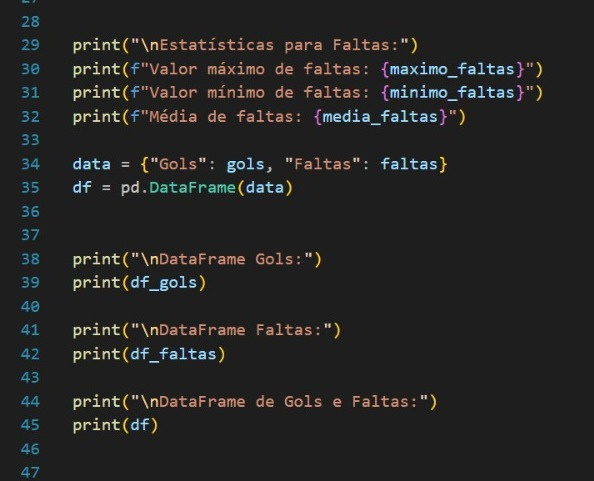 27
28
29 print("\nEstatísticas para Faltas:")
30 print(f"Valor máximo de faltas: {maximo_faltas}")
31 print(f"Valor mínimo de faltas: {minimo_faltas}")
32 print(f"Média de faltas: {media_faltas}")
33
34 data = {"Gols": gols, "Faltas": faltas}
35 df = pd.DataFrame(data)
36
37
38 print("\nDataFrame Gols:")
39 print(df_gols)
40
41 print("\nDataFrame Faltas:")
42 print(df_faltas)
43
44 print("\nDataFrame de Gols e Faltas:")
45 print(df)
46
47